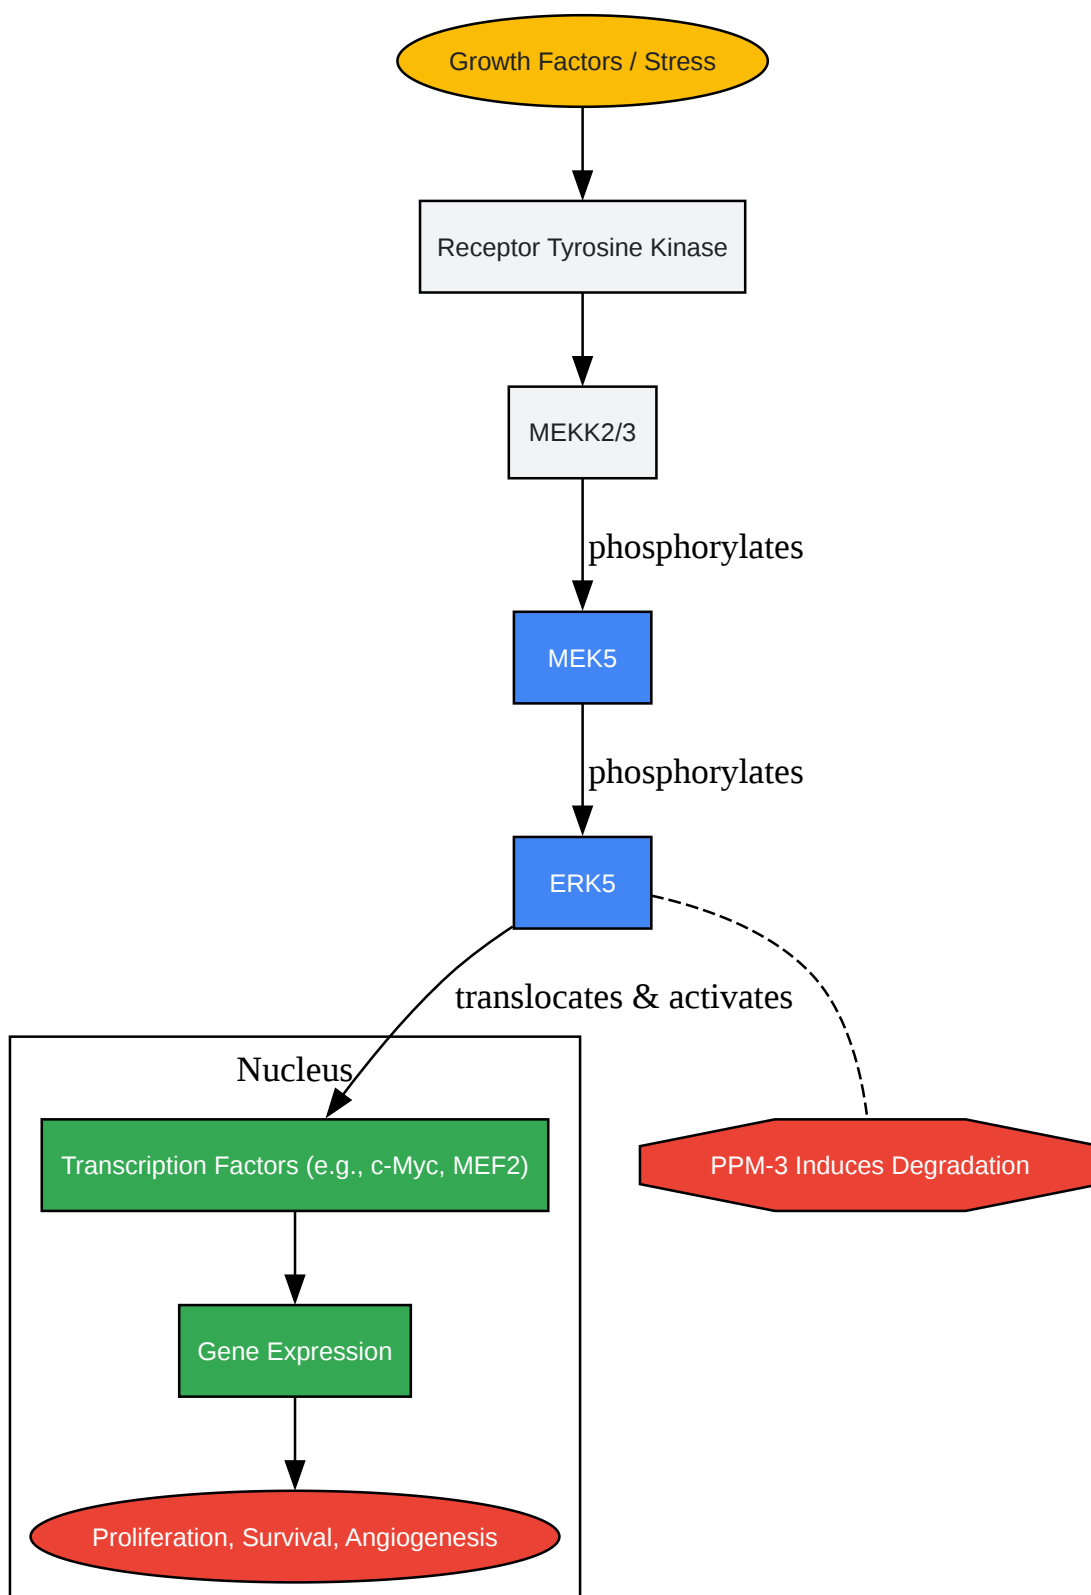 Growth Factors / Stress
Receptor Tyrosine Kinase
MEKK2/3
phosphorylates
MEK5
phosphorylates
ERK5
translocates & activates
Nucleus
Transcription Factors (e.g., c-Myc, MEF2)
PPM-3 Induces Degradation
Gene Expression
Proliferation, Survival, Angiogenesis